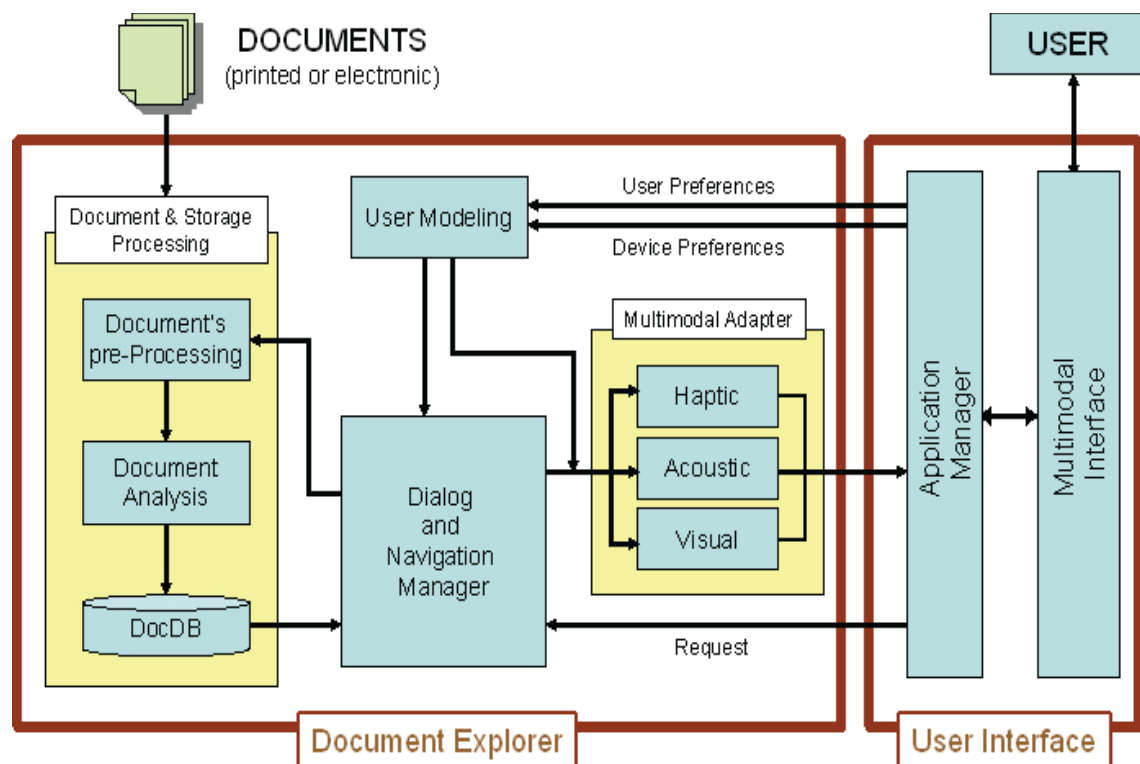 DOCUMENTS
(printed or electronic)
USER
Document & Storage
Processing
Document's
pre-Processing
Document
Analysis
DocDB
User Modeling
User Preferences
Device Preferences
Dialog
and
Navigation
Manager
Multimodal Adapter
Haptic
Acoustic
Visual
Request
Application
Manager
Multimodal
Interface
Document Explorer
User Interface